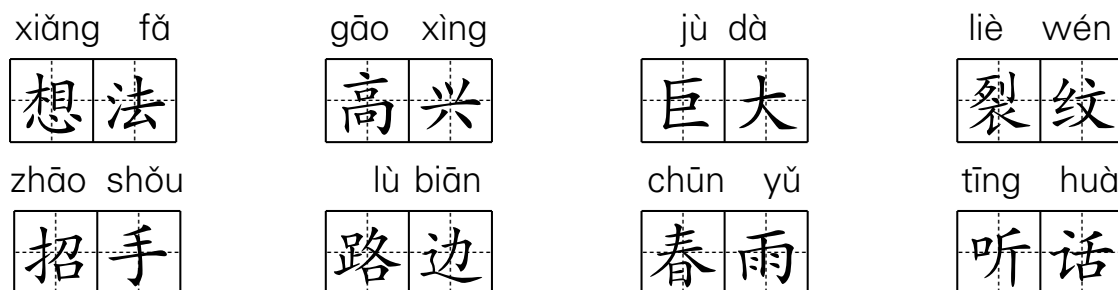 xiǎng fǎ gāo xìng jù dà liè wén
想法 高兴 巨大 裂纹
zhāo shǒu lù biān chūn yǔ tīng huà
招手 路边 春雨 听话